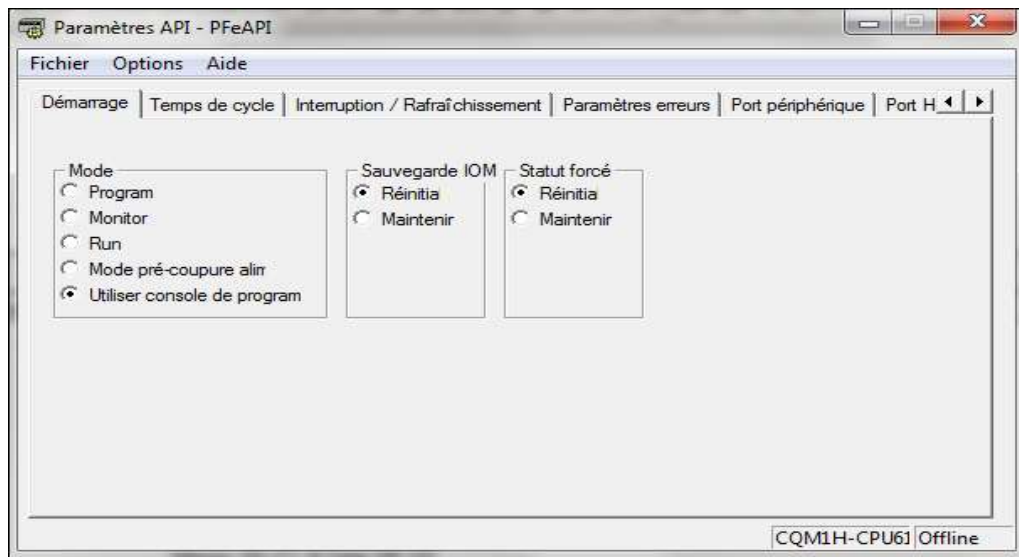 Paramètres API - PFeAPI
Fichier Options Aide
Démarrage Temps de cycle Interruption / Rafraîchissement Paramètres erreurs Port périphérique Port H
Mode Sauvegarde IOM Statut forcé
Program Réinitia Réinitia
Monitor Maintenir Maintenir
Run
Mode pré-coupure alim
Utiliser console de program
CQM1H-CPU61 Offline